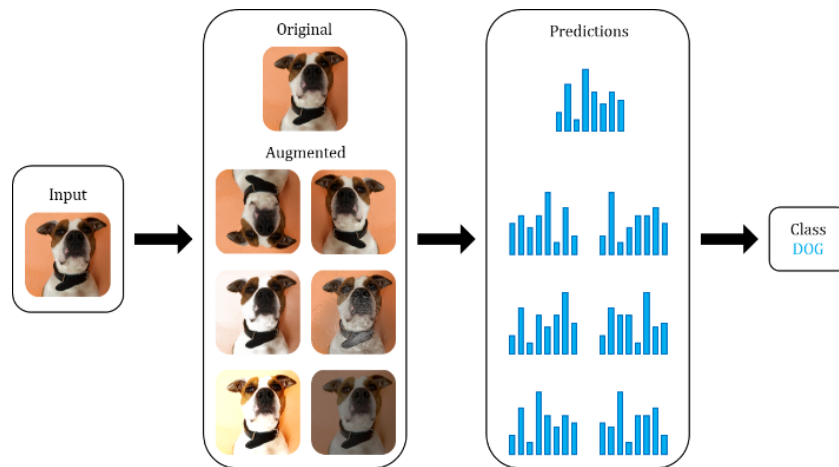 Original
Augmented
Input
Predictions
Class
DOG